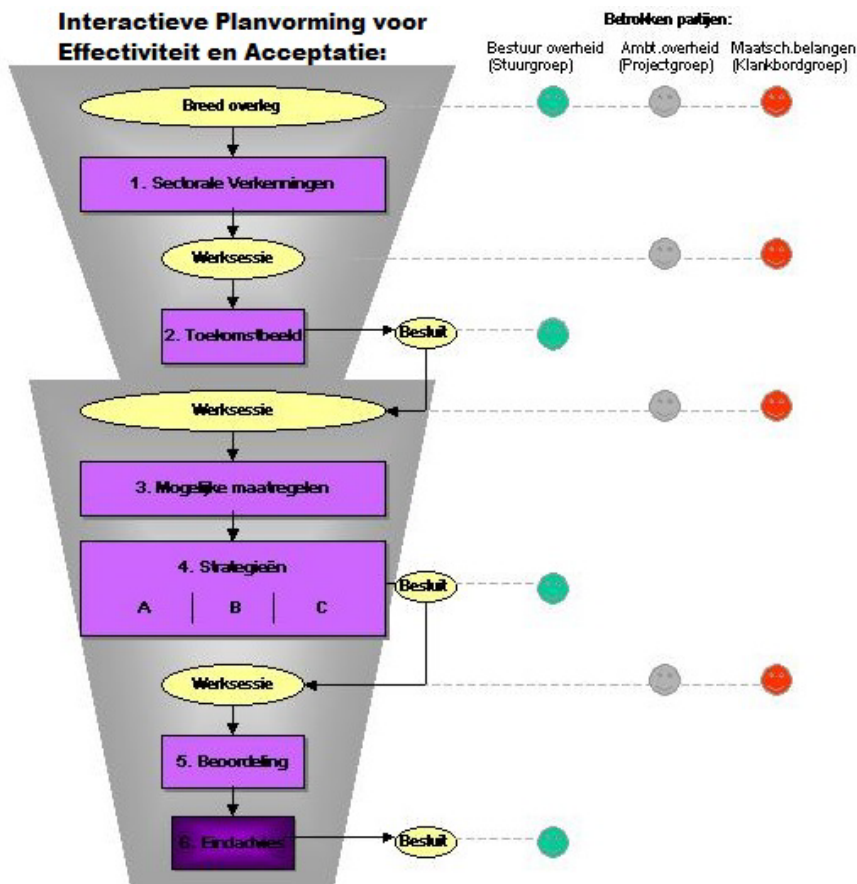 Interactieve Planvorming voor
Effectiviteit en Acceptatie:
Betrokken partijen:
Bestuur overheid
(Stuurgroep)
Ambt.overheid
(Projectgroep)
Maatsch.belangen
(Klankbordgroep)
Breed overleg
1. Sectorale Verkenningen
Werksessie
2. Toekomstbeeld
Besluit
Werksessie
3. Mogelijke maatregelen
4. Strategieën
A
B
C
Besluit
Werksessie
5. Beoordeling
6. Eindadvies
Besluit